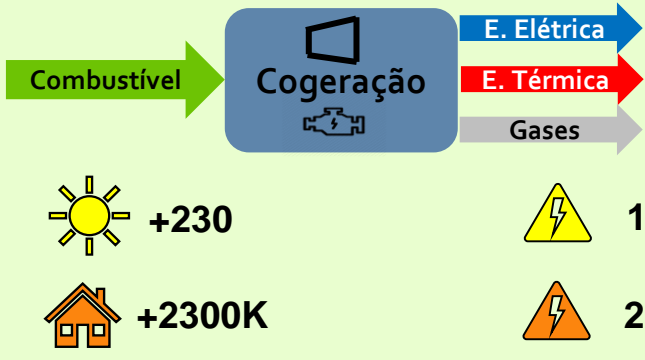 E. Elétrica
Combustível
Cogeração
E. Térmica
Gases
+230
1
+2300K
2